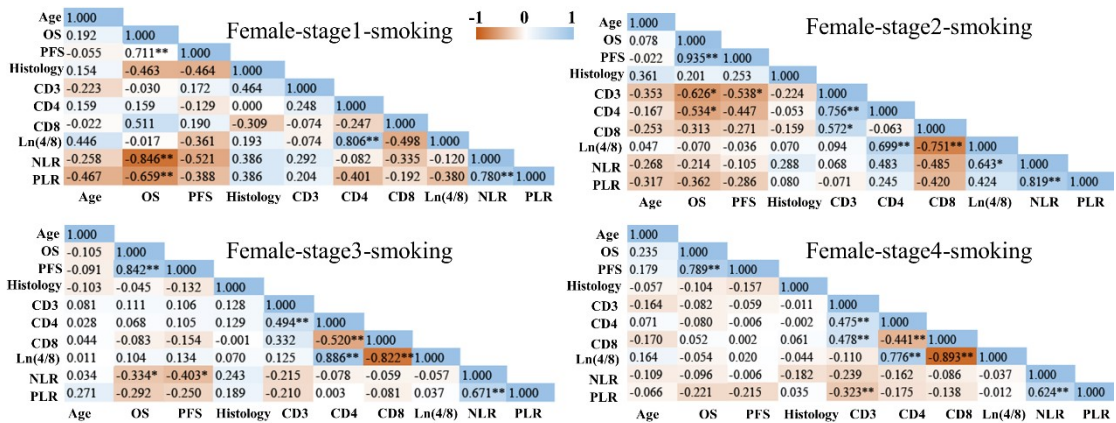 Female-stage1-smoking
-1 0 1
Age 1.000
OS 0.192 1.000
PFS -0.055 0.711** 1.000
Histology 0.154 -0.463 -0.464 1.000
CD3 -0.223 -0.030 0.172 0.464 1.000
CD4 0.159 0.159 -0.129 0.000 0.248 1.000
CD8 -0.022 0.511 0.190 -0.309 -0.074 -0.247 1.000
Ln(4/8) 0.446 -0.017 -0.361 0.193 -0.074 0.806** -0.498 1.000
NLR -0.258 -0.846** -0.521 0.386 0.292 -0.082 -0.335 -0.120 1.000
PLR -0.467 -0.659** -0.388 0.386 0.204 -0.401 -0.192 -0.380 0.780** 1.000
Age OS PFS Histology CD3 CD4 CD8 Ln(4/8) NLR PLR
Female-stage2-smoking
Age 1.000
OS 0.078 1.000
PFS -0.022 0.935** 1.000
Histology 0.361 0.201 0.253 1.000
CD3 -0.353 -0.626* -0.538* -0.224 1.000
CD4 -0.167 -0.534* -0.447 -0.053 0.756** 1.000
CD8 -0.253 -0.313 -0.271 -0.159 0.572* -0.063 1.000
Ln(4/8) 0.047 -0.070 -0.036 0.070 0.094 0.699** -0.751** 1.000
NLR -0.268 -0.214 -0.105 0.288 0.068 0.483 -0.485 0.643* 1.000
PLR -0.317 -0.362 -0.286 0.080 -0.071 0.245 -0.420 0.424 0.819** 1.000
Age OS PFS Histology CD3 CD4 CD8 Ln(4/8) NLR PLR
Female-stage3-smoking
Age 1.000
OS -0.105 1.000
PFS -0.091 0.842** 1.000
Histology -0.103 -0.045 -0.132 1.000
CD3 0.081 0.111 0.106 0.128 1.000
CD4 0.028 0.068 0.105 0.129 0.494** 1.000
CD8 0.044 -0.083 -0.154 -0.001 0.332 -0.520** 1.000
Ln(4/8) 0.011 0.104 0.134 0.070 0.125 0.886** -0.822** 1.000
NLR 0.034 -0.334* -0.403* 0.243 -0.215 -0.078 -0.059 -0.057 1.000
PLR 0.271 -0.292 -0.250 0.189 -0.210 0.003 -0.081 0.037 0.671** 1.000
Age OS PFS Histology CD3 CD4 CD8 Ln(4/8) NLR PLR
Female-stage4-smoking
Age 1.000
OS 0.235 1.000
PFS 0.179 0.789** 1.000
Histology -0.057 -0.104 -0.157 1.000
CD3 -0.164 -0.082 -0.059 -0.011 1.000
CD4 0.071 -0.080 -0.006 -0.002 0.475** 1.000
CD8 -0.170 0.052 0.002 0.061 0.478** -0.441** 1.000
Ln(4/8) 0.164 -0.054 0.020 -0.044 -0.110 0.776** -0.893** 1.000
NLR -0.109 -0.096 -0.006 -0.182 -0.239 -0.162 -0.086 -0.037 1.000
PLR -0.066 -0.221 -0.215 0.035 -0.323** -0.175 -0.138 -0.012 0.624** 1.000
Age OS PFS Histology CD3 CD4 CD8 Ln(4/8) NLR PLR